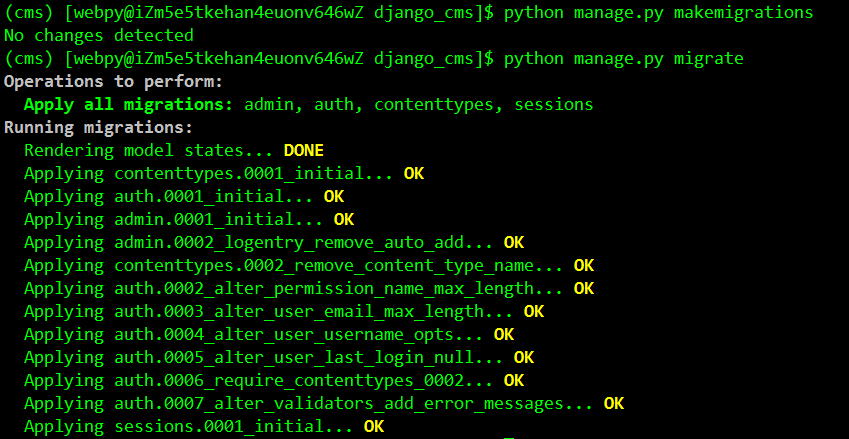 (cms) [webpy@iZm5e5tkehan4euonv646wZ django_cms]$ python manage.py makemigrations
No changes detected
(cms) [webpy@iZm5e5tkehan4euonv646wZ django_cms]$ python manage.py migrate
Operations to perform:
  Apply all migrations: admin, auth, contenttypes, sessions
Running migrations:
  Rendering model states... DONE
  Applying contenttypes.0001_initial... OK
  Applying auth.0001_initial... OK
  Applying admin.0001_initial... OK
  Applying admin.0002_logentry_remove_auto_add... OK
  Applying contenttypes.0002_remove_content_type_name... OK
  Applying auth.0002_alter_permission_name_max_length... OK
  Applying auth.0003_alter_user_email_max_length... OK
  Applying auth.0004_alter_user_username_opts... OK
  Applying auth.0005_alter_user_last_login_null... OK
  Applying auth.0006_require_contenttypes_0002... OK
  Applying auth.0007_alter_validators_add_error_messages... OK
  Applying sessions.0001_initial... OK